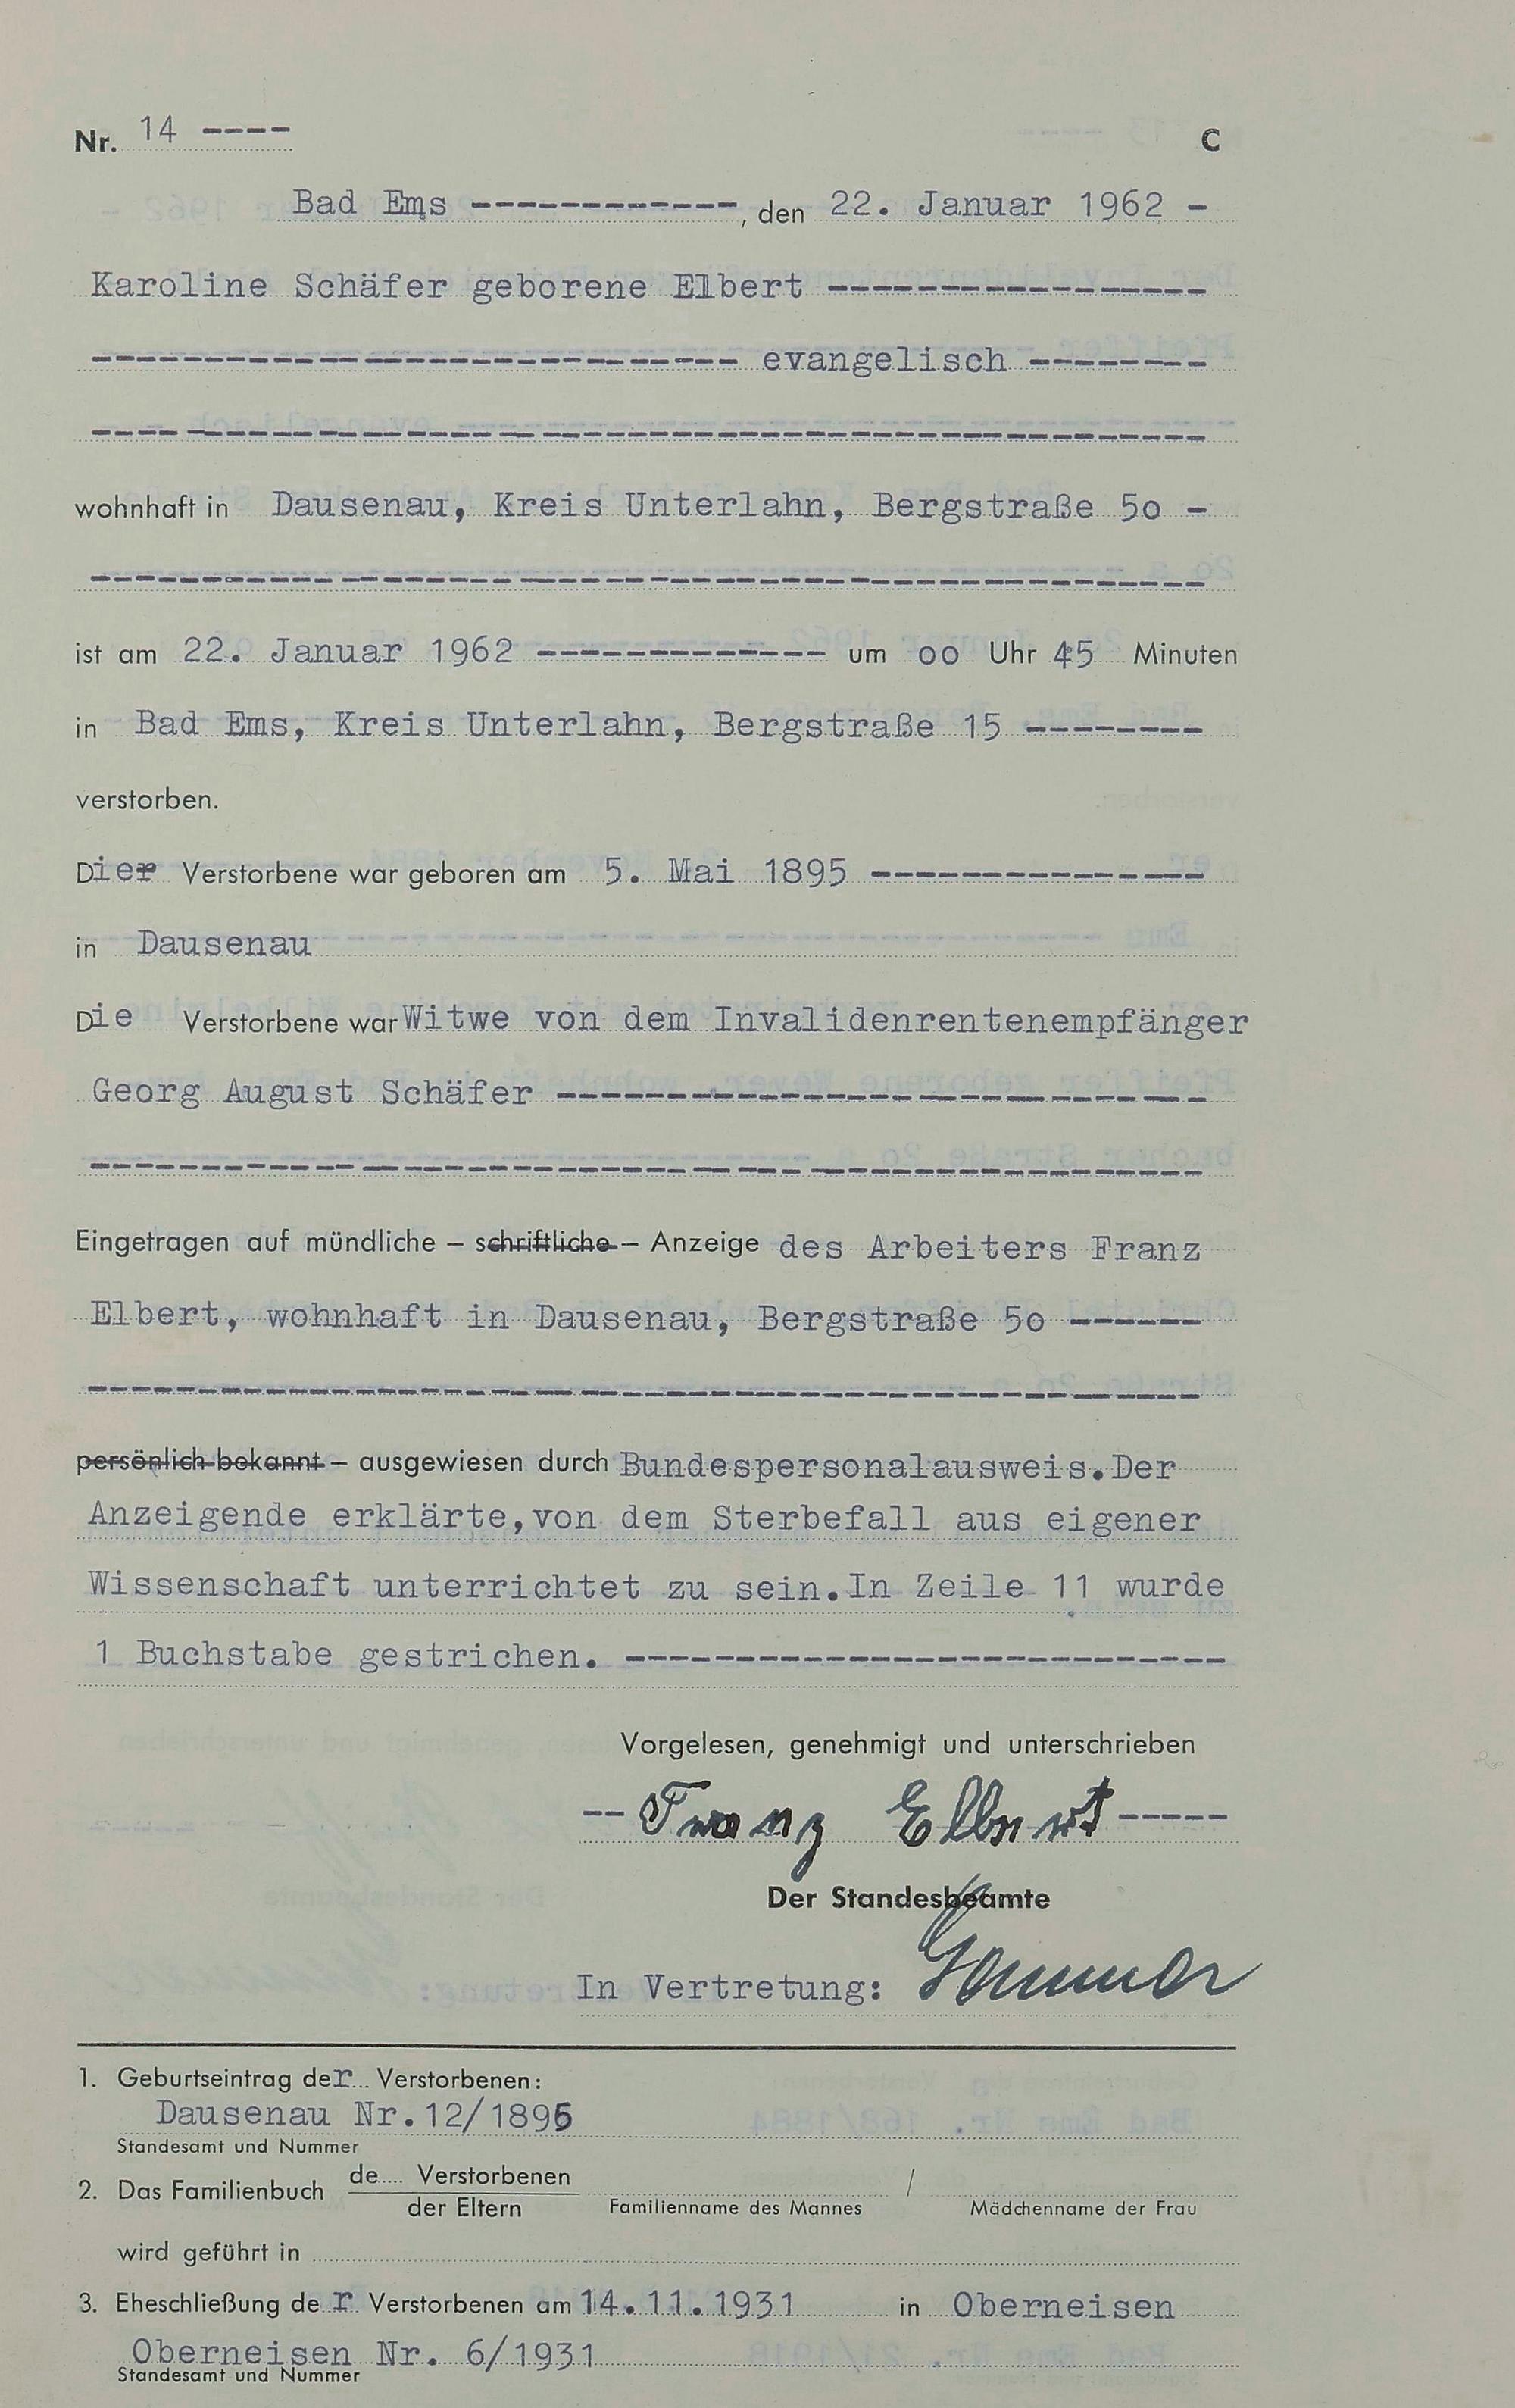 Nr. 14 ----
C
Bad Ems ------------, den 22. Januar 1962 -
Karoline Schäfer geborene Elbert -----------------
----------------------------- evangelisch --------
--------------------------------------------------
wohnhaft in Dausenau, Kreis Unterlahn, Bergstraße 5o -
--------------------------------------------------
ist am 22. Januar 1962 ------------- um oo Uhr 45 Minuten
in Bad Ems, Kreis Unterlahn, Bergstraße 15 --------
verstorben.
Dier Verstorbene war geboren am 5. Mai 1895 ---------------
in Dausenau
Die Verstorbene war Witwe von dem Invalidenrentenempfänger
Georg August Schäfer -----------------------------
--------------------------------------------------
Eingetragen auf mündliche – schriftliche – Anzeige des Arbeiters Franz
Elbert, wohnhaft in Dausenau, Bergstraße 5o ------
--------------------------------------------------
persönlich bekannt – ausgewiesen durch Bundespersonalausweis.Der
Anzeigende erklärte,von dem Sterbefall aus eigener
Wissenschaft unterrichtet zu sein.In Zeile 11 wurde
1 Buchstabe gestrichen. ---------------------------
Vorgelesen, genehmigt und unterschrieben
-- Franz Elbert -----
Der Standesbeamte
In Vertretung:
1. Geburtseintrag der Verstorbenen:
Dausenau Nr.12/1895
Standesamt und Nummer
2. Das Familienbuch de.... Verstorbenen /
der Eltern Familienname des Mannes Mädchenname der Frau
wird geführt in
3. Eheschließung de r Verstorbenen am 14.11.1931 in Oberneisen
Oberneisen Nr. 6/1931
Standesamt und Nummer